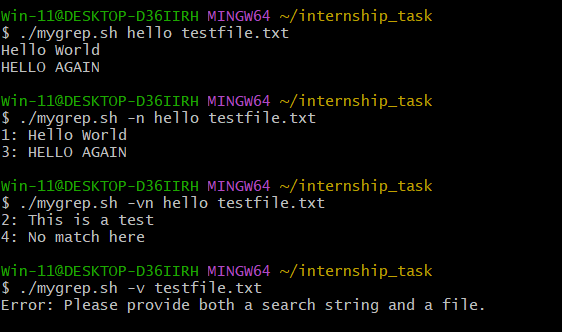 Win-11@DESKTOP-D36IIRH MINGW64 ~/internship_task
$ ./mygrep.sh hello testfile.txt
Hello World
HELLO AGAIN
Win-11@DESKTOP-D36IIRH MINGW64 ~/internship_task
$ ./mygrep.sh -n hello testfile.txt
1: Hello World
3: HELLO AGAIN
Win-11@DESKTOP-D36IIRH MINGW64 ~/internship_task
$ ./mygrep.sh -vn hello testfile.txt
2: This is a test
4: No match here
Win-11@DESKTOP-D36IIRH MINGW64 ~/internship_task
$ ./mygrep.sh -v testfile.txt
Error: Please provide both a search string and a file.